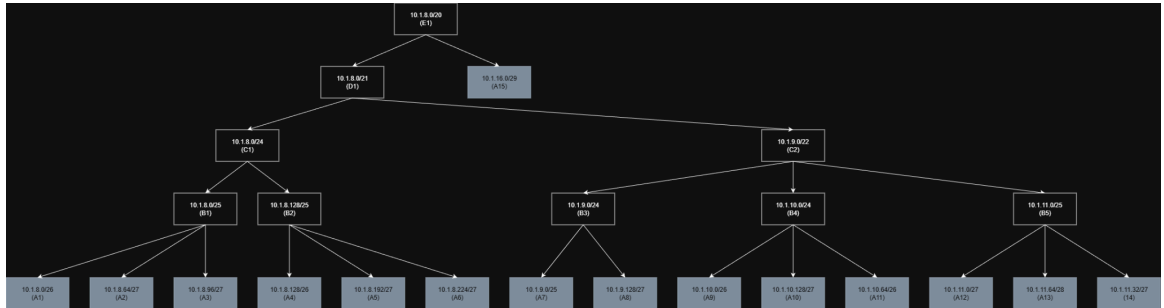 10.1.8.0/20
(E1)
10.1.8.0/21
(D1)
10.1.16.0/29
(A15)
10.1.8.0/24
(C1)
10.1.9.0/22
(C2)
10.1.8.0/25
(B1)
10.1.8.128/25
(B2)
10.1.9.0/24
(B3)
10.1.10.0/24
(B4)
10.1.11.0/25
(B5)
10.1.8.0/26
(A1)
10.1.8.64/27
(A2)
10.1.8.96/27
(A3)
10.1.8.128/26
(A4)
10.1.8.192/27
(A5)
10.1.8.224/27
(A6)
10.1.9.0/25
(A7)
10.1.9.128/27
(A8)
10.1.10.0/26
(A9)
10.1.10.128/27
(A10)
10.1.10.64/26
(A11)
10.1.11.0/27
(A12)
10.1.11.64/28
(A13)
10.1.11.32/27
(14)